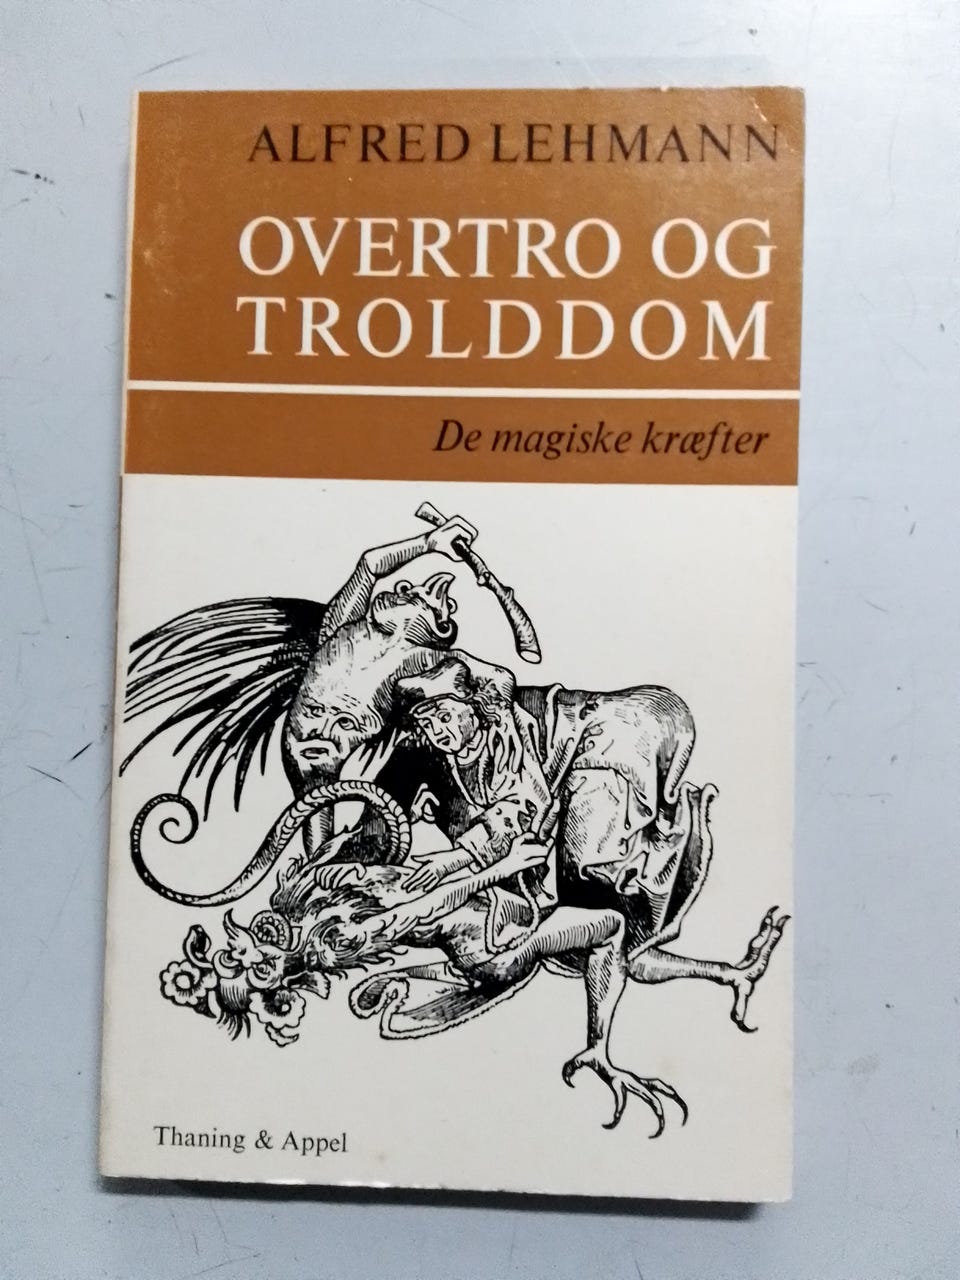 ALFRED LEHMANN
OVERTRO OG
TROLDDOM
De magiske kræfter
Thaning & Appel